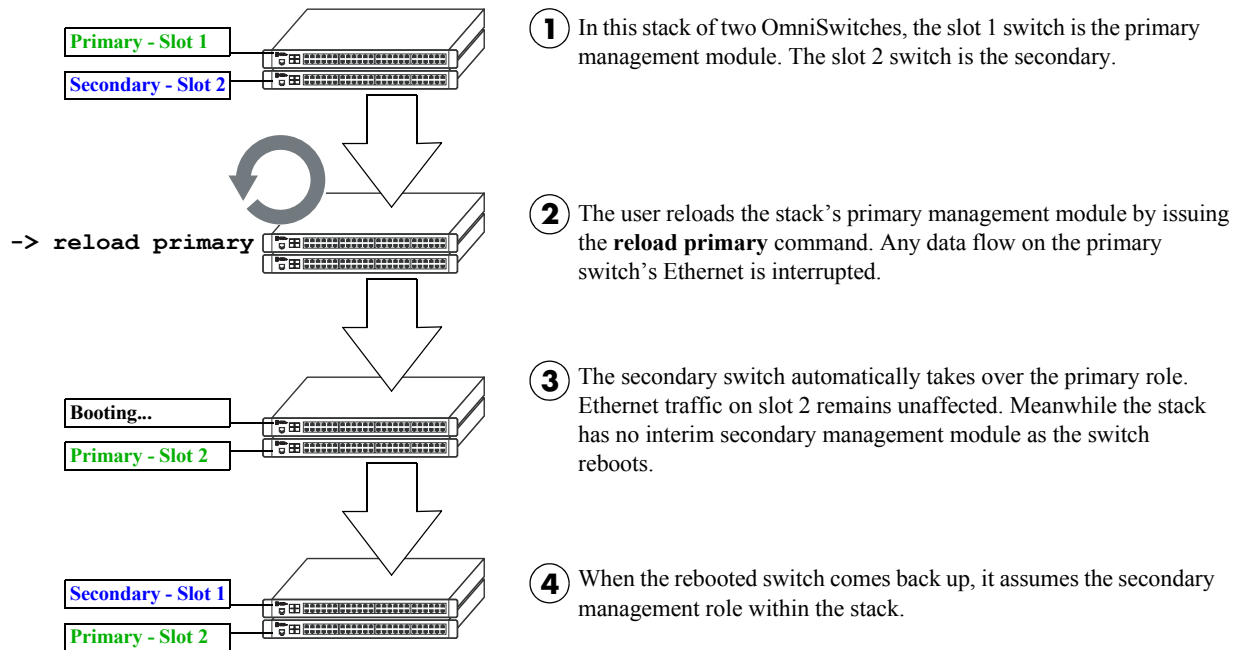 Primary - Slot 1
Secondary - Slot 2
1 In this stack of two OmniSwitches, the slot 1 switch is the primary
management module. The slot 2 switch is the secondary.
-> reload primary
2 The user reloads the stack’s primary management module by issuing
the reload primary command. Any data flow on the primary
switch’s Ethernet is interrupted.
Booting...
Primary - Slot 2
3 The secondary switch automatically takes over the primary role.
Ethernet traffic on slot 2 remains unaffected. Meanwhile the stack
has no interim secondary management module as the switch
reboots.
Secondary - Slot 1
Primary - Slot 2
4 When the rebooted switch comes back up, it assumes the secondary
management role within the stack.